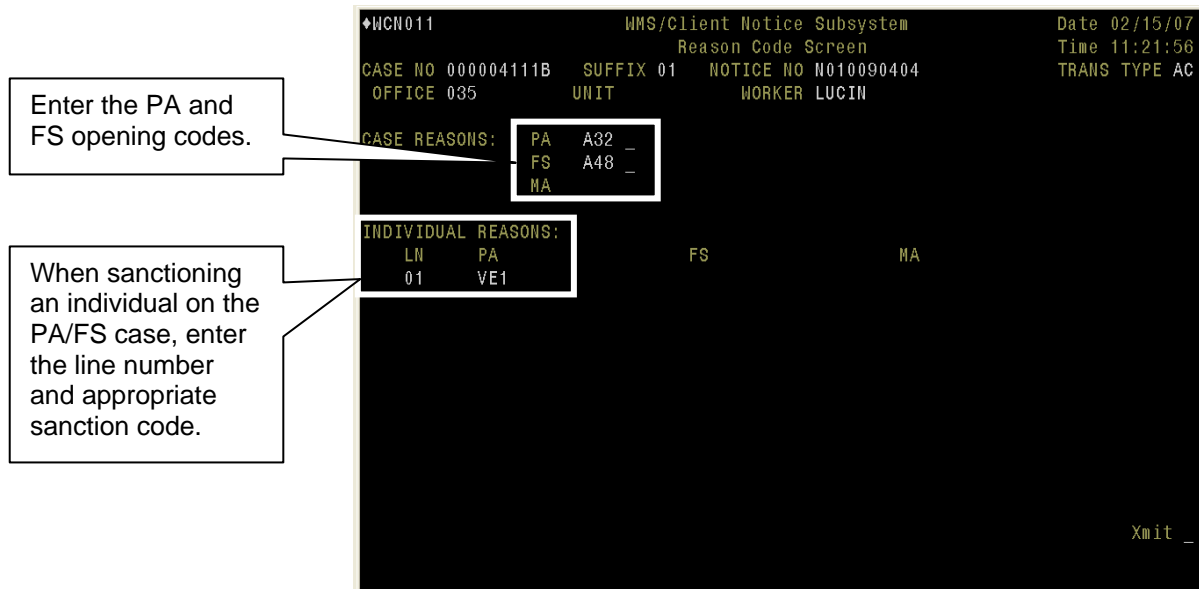 ♦WCN011 WMS/Client Notice Subsystem Date 02/15/07
Reason Code Screen Time 11:21:56
CASE NO 000004111B SUFFIX 01 NOTICE NO N010090404 TRANS TYPE AC
OFFICE 035 UNIT WORKER LUCIN
Enter the PA and
FS opening codes.
CASE REASONS: PA A32 _
FS A48 _
MA
INDIVIDUAL REASONS:
LN PA FS MA
01 VE1
When sanctioning
an individual on the
PA/FS case, enter
the line number
and appropriate
sanction code.
Xmit _